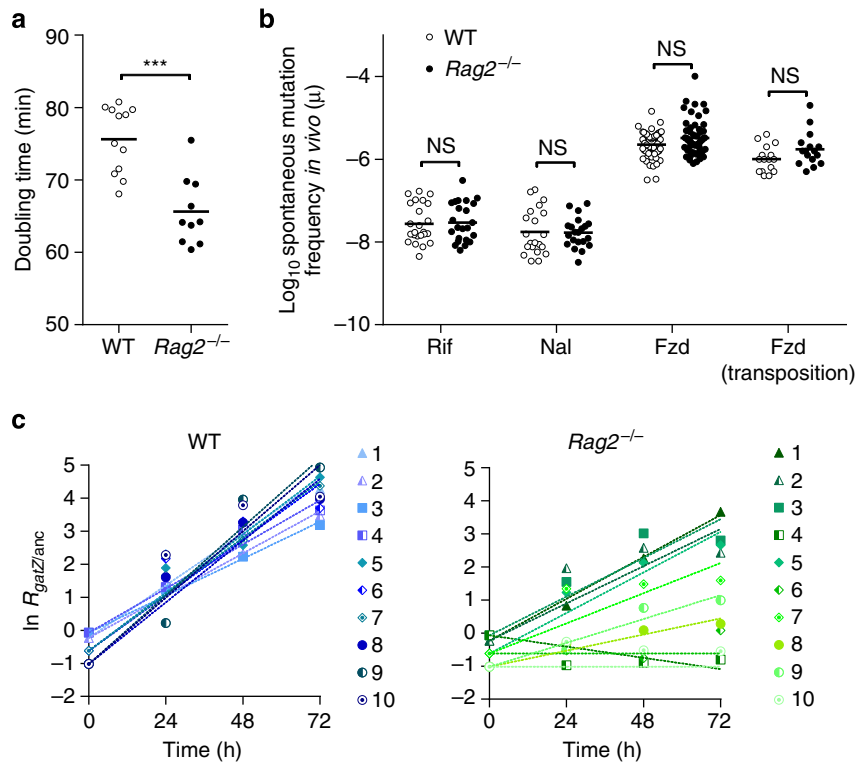 a
Doubling time (min)
80
70
60
50
***
WT
Rag2−/−
b
WT
Rag2−/−
Log10 spontaneous mutation
frequency in vivo (μ)
−4
−6
−8
−10
NS
NS
NS
NS
Rif
Nal
Fzd
Fzd
(transposition)
c
WT
ln RgatZ/anc
5
4
3
2
1
0
−1
−2
0
24
48
72
Time (h)
1
2
3
4
5
6
7
8
9
10
Rag2−/−
5
4
3
2
1
0
−1
−2
0
24
48
72
Time (h)
1
2
3
4
5
6
7
8
9
10